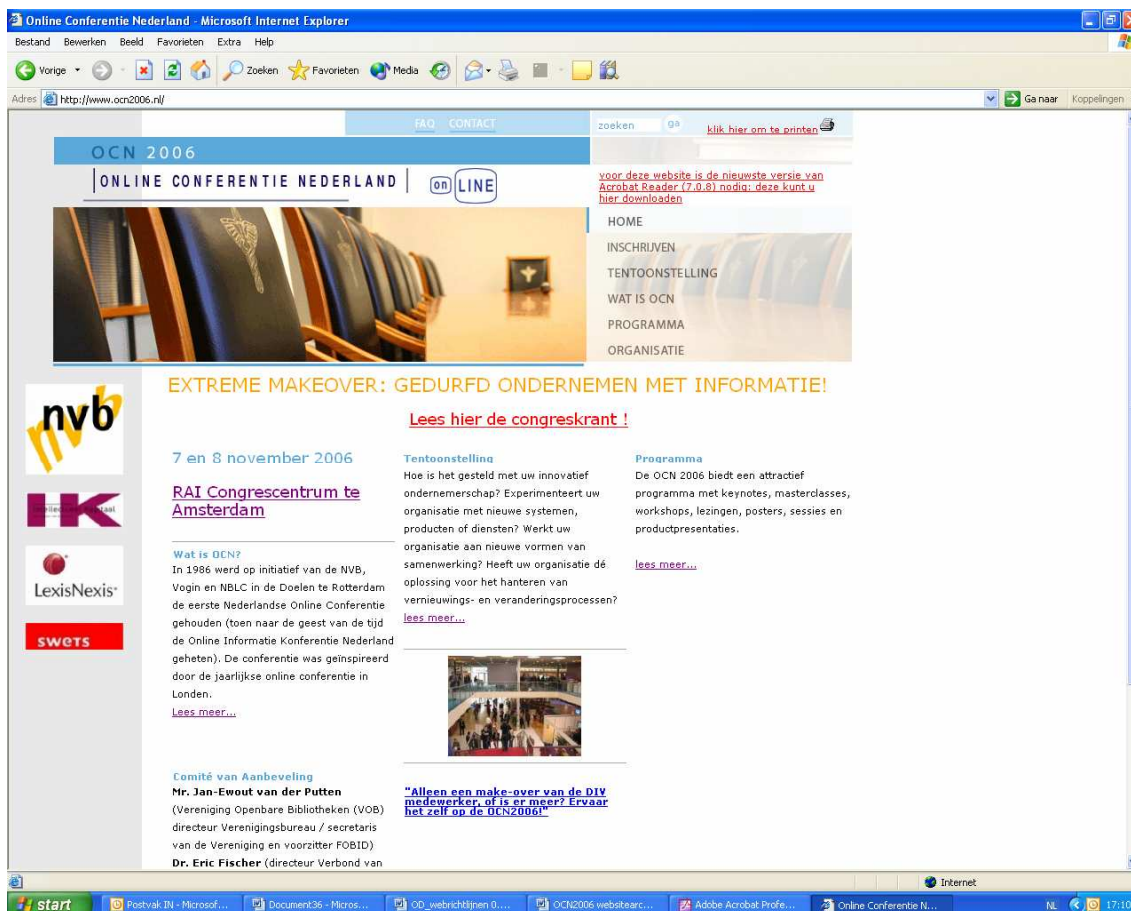 Online Conferentie Nederland - Microsoft Internet Explorer
Bestand Bewerken Beeld Favorieten Extra Help
Vorige Zoeken Favorieten Media
Adres http://www.ocn2006.nl/ Ga naar Koppelingen
FAQ CONTACT zoeken ga klik hier om te printen
OCN 2006
ONLINE CONFERENTIE NEDERLAND on LINE
voor deze website is de nieuwste versie van
Acrobat Reader (7.0.8) nodig: deze kunt u
hier downloaden
HOME
INSCHRIJVEN
TENTOONSTELLING
WAT IS OCN
PROGRAMMA
ORGANISATIE
EXTREME MAKEOVER: GEDURFD ONDERNEMEN MET INFORMATIE!
Lees hier de congreskrant !
nvb
HK
LexisNexis
swets
7 en 8 november 2006
RAI Congrescentrum te
Amsterdam
Wat is OCN?
In 1986 werd op initiatief van de NVB,
Vogin en NBLC in de Doelen te Rotterdam
de eerste Nederlandse Online Conferentie
gehouden (toen naar de geest van de tijd
de Online Informatie Konferentie Nederland
geheten). De conferentie was geïnspireerd
door de jaarlijkse online conferentie in
Londen.
Lees meer...
Comité van Aanbeveling
Mr. Jan-Ewout van der Putten
(Vereniging Openbare Bibliotheken (VOB)
directeur Verenigingsbureau / secretaris
van de Vereniging en voorzitter FOBID)
Dr. Eric Fischer (directeur Verbond van
Tentoonstelling
Hoe is het gesteld met uw innovatief
ondernemerschap? Experimenteert uw
organisatie met nieuwe systemen,
producten of diensten? Werkt uw
organisatie aan nieuwe vormen van
samenwerking? Heeft uw organisatie dé
oplossing voor het hanteren van
vernieuwings- en veranderingsprocessen?
lees meer...
"Alleen een make-over van de DIV
medewerker, of is er meer? Ervaar
het zelf op de OCN2006!"
Programma
De OCN 2006 biedt een attractief
programma met keynotes, masterclasses,
workshops, lezingen, posters, sessies en
productpresentaties.
lees meer...
Internet
start Postvak IN - Microsof... Document36 - Micros... OD_webrichtlijnen 0.... OCN2006 websitearc... Adobe Acrobat Profe... Online Conferentie N... NL 17:10